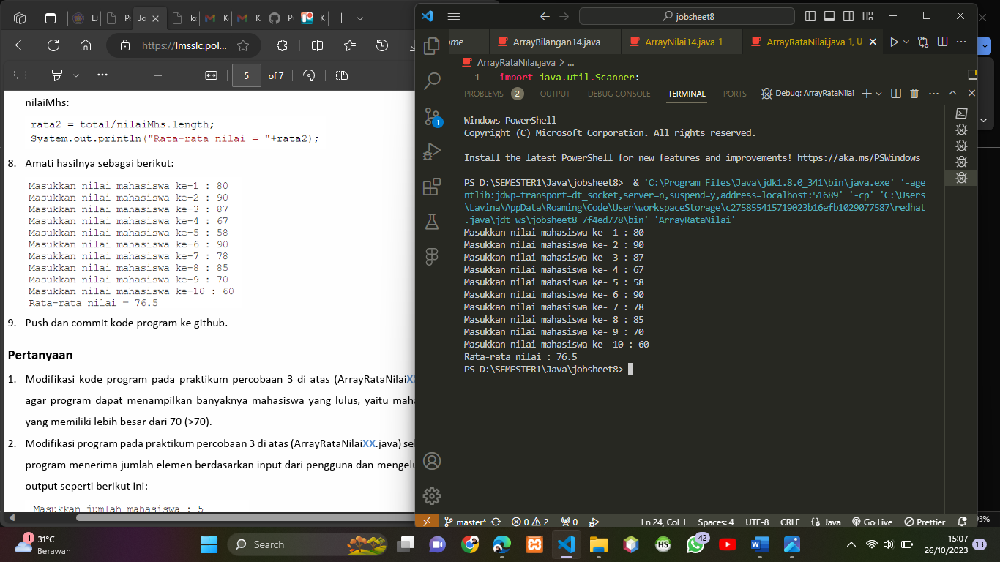 L
P
Jo
k
K
K
P
K
https://lmsslc.pol...
5 of 7
nilaiMhs:
rata2 = total/nilaiMhs.length;
System.out.println("Rata-rata nilai = "+rata2);
8. Amati hasilnya sebagai berikut:
Masukkan nilai mahasiswa ke-1 : 80
Masukkan nilai mahasiswa ke-2 : 90
Masukkan nilai mahasiswa ke-3 : 87
Masukkan nilai mahasiswa ke-4 : 67
Masukkan nilai mahasiswa ke-5 : 58
Masukkan nilai mahasiswa ke-6 : 90
Masukkan nilai mahasiswa ke-7 : 78
Masukkan nilai mahasiswa ke-8 : 85
Masukkan nilai mahasiswa ke-9 : 70
Masukkan nilai mahasiswa ke-10 : 60
Rata-rata nilai = 76.5
9. Push dan commit kode program ke github.
Pertanyaan
1. Modifikasi kode program pada praktikum percobaan 3 di atas (ArrayRataNilaiX
agar program dapat menampilkan banyaknya mahasiswa yang lulus, yaitu maha
yang memiliki lebih besar dari 70 (>70).
2. Modifikasi program pada praktikum percobaan 3 di atas (ArrayRataNilaiXX.java) se
program menerima jumlah elemen berdasarkan input dari pengguna dan mengelu
output seperti berikut ini:
Masukkan jumlah mahasiswa : 5
jobsheet8
ome
ArrayBilangan14.java
ArrayNilai14.java 1
ArrayRataNilai.java 1, U
ArrayRataNilai.java > ...
1 import java.util.Scanner;
PROBLEMS 2 OUTPUT DEBUG CONSOLE TERMINAL PORTS Debug: ArrayRataNilai
Windows PowerShell
Copyright (C) Microsoft Corporation. All rights reserved.
Install the latest PowerShell for new features and improvements! https://aka.ms/PSWindows
PS D:\SEMESTER1\Java\jobsheet8> & 'C:\Program Files\Java\jdk1.8.0_341\bin\java.exe' '-age
ntlib:jdwp=transport=dt_socket,server=n,suspend=y,address=localhost:51689' '-cp' 'C:\Users
\Lavina\AppData\Roaming\Code\User\workspaceStorage\c275855415719023b16efb1029077587\redhat
.java\jdt_ws\jobsheet8_7f4ed778\bin' 'ArrayRataNilai'
Masukkan nilai mahasiswa ke- 1 : 80
Masukkan nilai mahasiswa ke- 2 : 90
Masukkan nilai mahasiswa ke- 3 : 87
Masukkan nilai mahasiswa ke- 4 : 67
Masukkan nilai mahasiswa ke- 5 : 58
Masukkan nilai mahasiswa ke- 6 : 90
Masukkan nilai mahasiswa ke- 7 : 78
Masukkan nilai mahasiswa ke- 8 : 85
Masukkan nilai mahasiswa ke- 9 : 70
Masukkan nilai mahasiswa ke- 10 : 60
Rata-rata nilai : 76.5
PS D:\SEMESTER1\Java\jobsheet8>
1
master* 0 2 0 Ln 24, Col 1 Spaces: 4 UTF-8 CRLF {} Java Go Live Prettier
93%
1
31°C
Berawan
Search
HS
42
15:07
26/10/2023
13